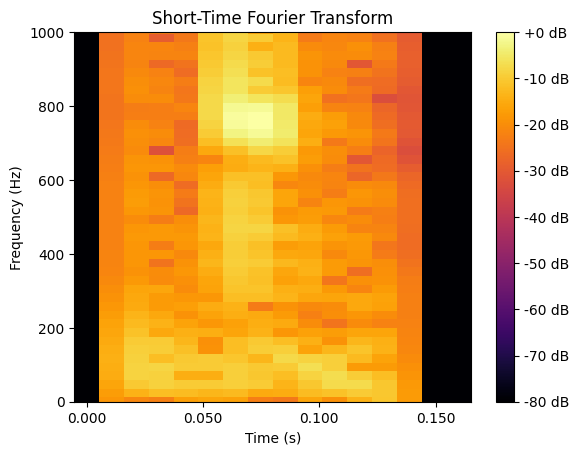 Short-Time Fourier Transform
1000
800
600
400
200
0
Frequency (Hz)
0.000
0.050
0.100
0.150
Time (s)
+0 dB
-10 dB
-20 dB
-30 dB
-40 dB
-50 dB
-60 dB
-70 dB
-80 dB